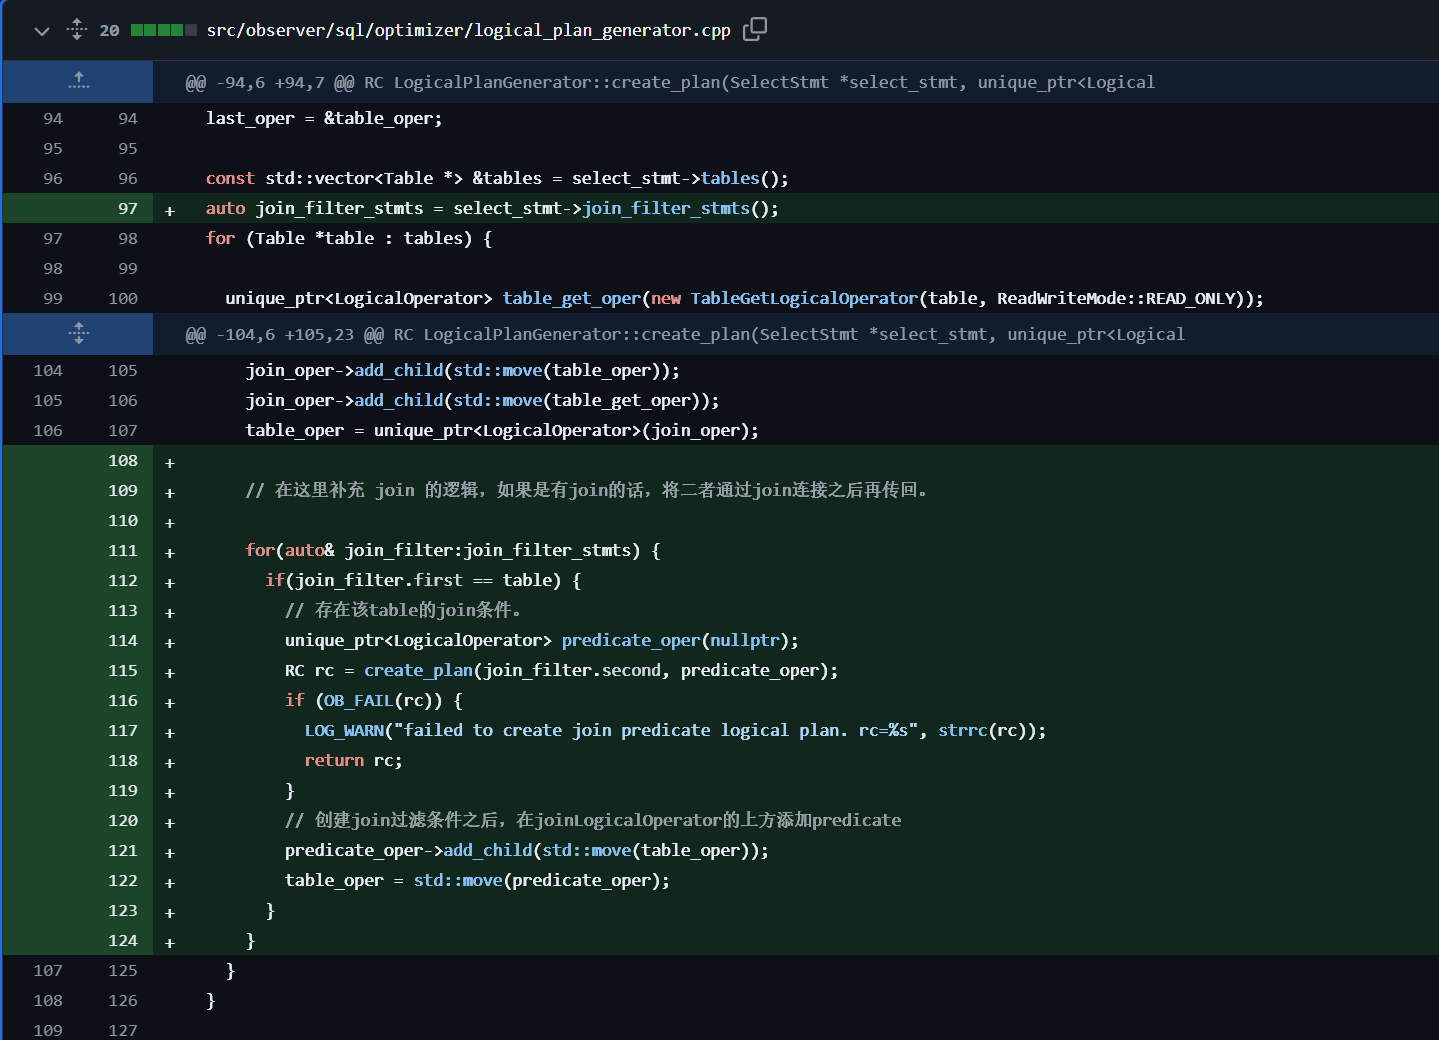 20 src/observer/sql/optimizer/logical_plan_generator.cpp
@@ -94,6 +94,7 @@ RC LogicalPlanGenerator::create_plan(SelectStmt *select_stmt, unique_ptr<Logical
94 94 last_oper = &table_oper;
95 95
96 96 const std::vector<Table *> &tables = select_stmt->tables();
97 + auto join_filter_stmts = select_stmt->join_filter_stmts();
97 98 for (Table *table : tables) {
98 99
99 100 unique_ptr<LogicalOperator> table_get_oper(new TableGetLogicalOperator(table, ReadWriteMode::READ_ONLY));
@@ -104,6 +105,23 @@ RC LogicalPlanGenerator::create_plan(SelectStmt *select_stmt, unique_ptr<Logical
104 105 join_oper->add_child(std::move(table_oper));
105 106 join_oper->add_child(std::move(table_get_oper));
106 107 table_oper = unique_ptr<LogicalOperator>(join_oper);
108 +
109 + // 在这里补充 join 的逻辑，如果是有join的话，将二者通过join连接之后再传回。
110 +
111 + for(auto& join_filter:join_filter_stmts) {
112 + if(join_filter.first == table) {
113 + // 存在该table的join条件。
114 + unique_ptr<LogicalOperator> predicate_oper(nullptr);
115 + RC rc = create_plan(join_filter.second, predicate_oper);
116 + if (OB_FAIL(rc)) {
117 + LOG_WARN("failed to create join predicate logical plan. rc=%s", strrc(rc));
118 + return rc;
119 + }
120 + // 创建join过滤条件之后，在joinLogicalOperator的上方添加predicate
121 + predicate_oper->add_child(std::move(table_oper));
122 + table_oper = std::move(predicate_oper);
123 + }
124 + }
107 125 }
108 126 }
109 127